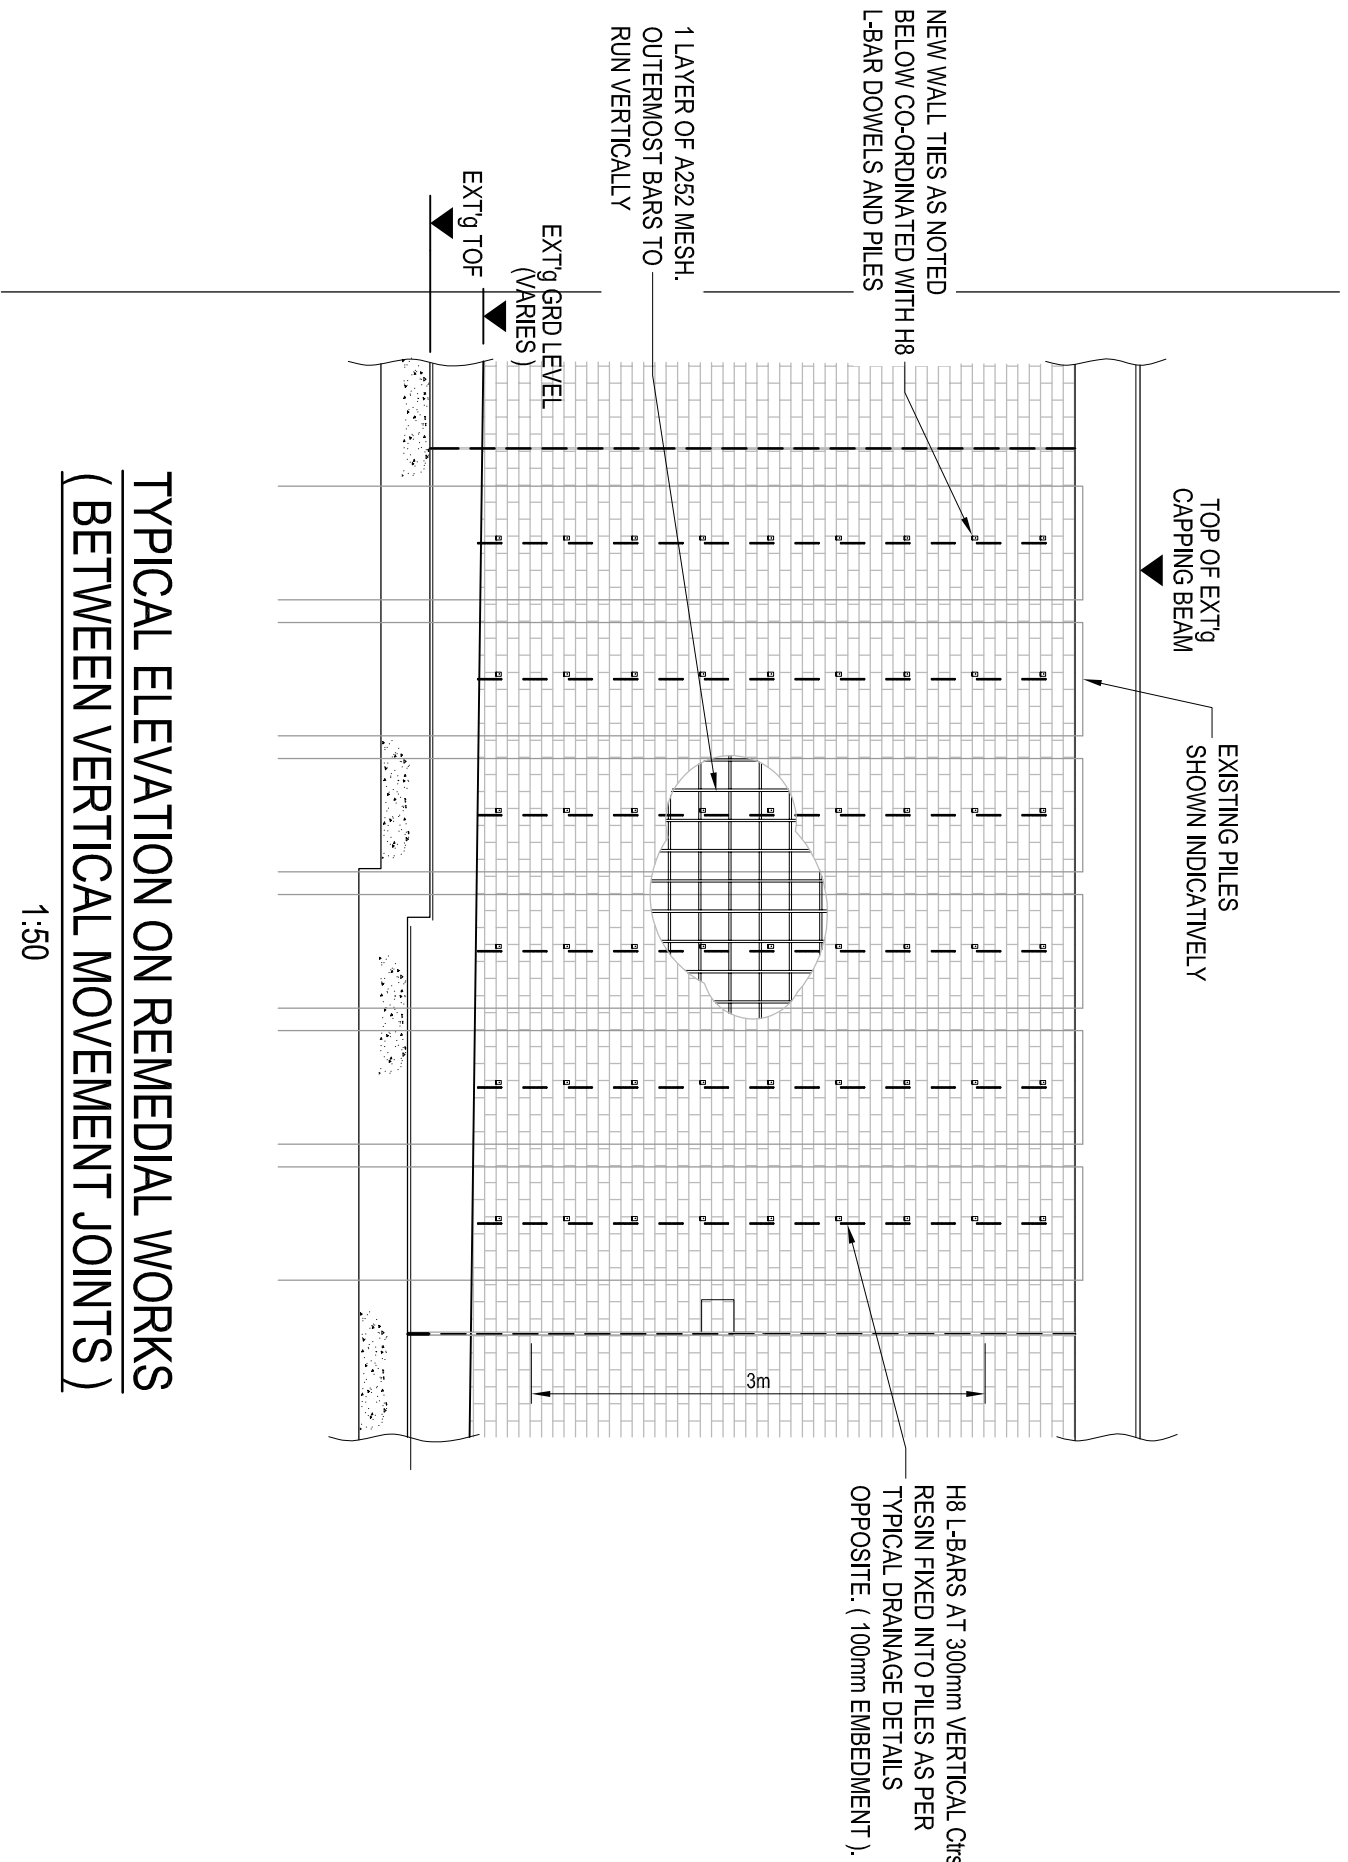 TOP OF EXT'g
CAPPING BEAM
EXISTING PILES
SHOWN INDICATIVELY
NEW WALL TIES AS NOTED
BELOW CO-ORDINATED WITH H8
L-BAR DOWELS AND PILES
1 LAYER OF A252 MESH.
OUTERMOST BARS TO
RUN VERTICALLY
EXT'g GRD LEVEL
(VARIES )
EXT'g TOF
3m
H8 L-BARS AT 300mm VERTICAL Ctrs
RESIN FIXED INTO PILES AS PER
TYPICAL DRAINAGE DETAILS
OPPOSITE. ( 100mm EMBEDMENT ).
TYPICAL ELEVATION ON REMEDIAL WORKS
( BETWEEN VERTICAL MOVEMENT JOINTS )
1:50